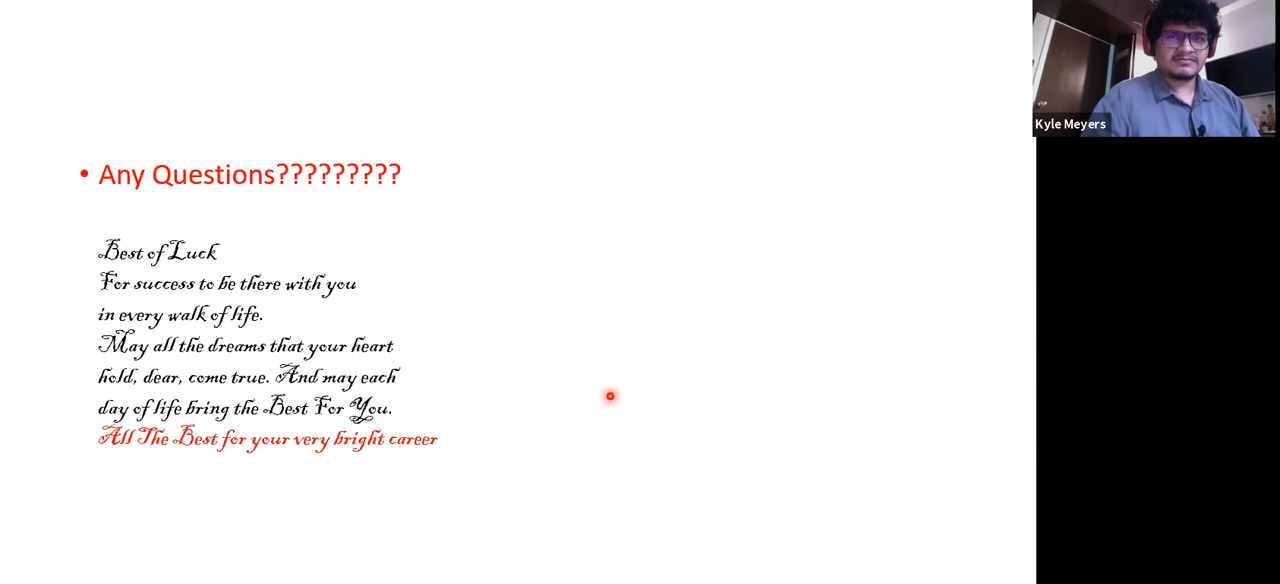 • Any Questions?????????
Best of Luck
For success to be there with you
in every walk of life.
May all the dreams that your heart
hold, dear, come true. And may each
day of life bring the Best For You.
All The Best for your very bright career
Kyle Meyers